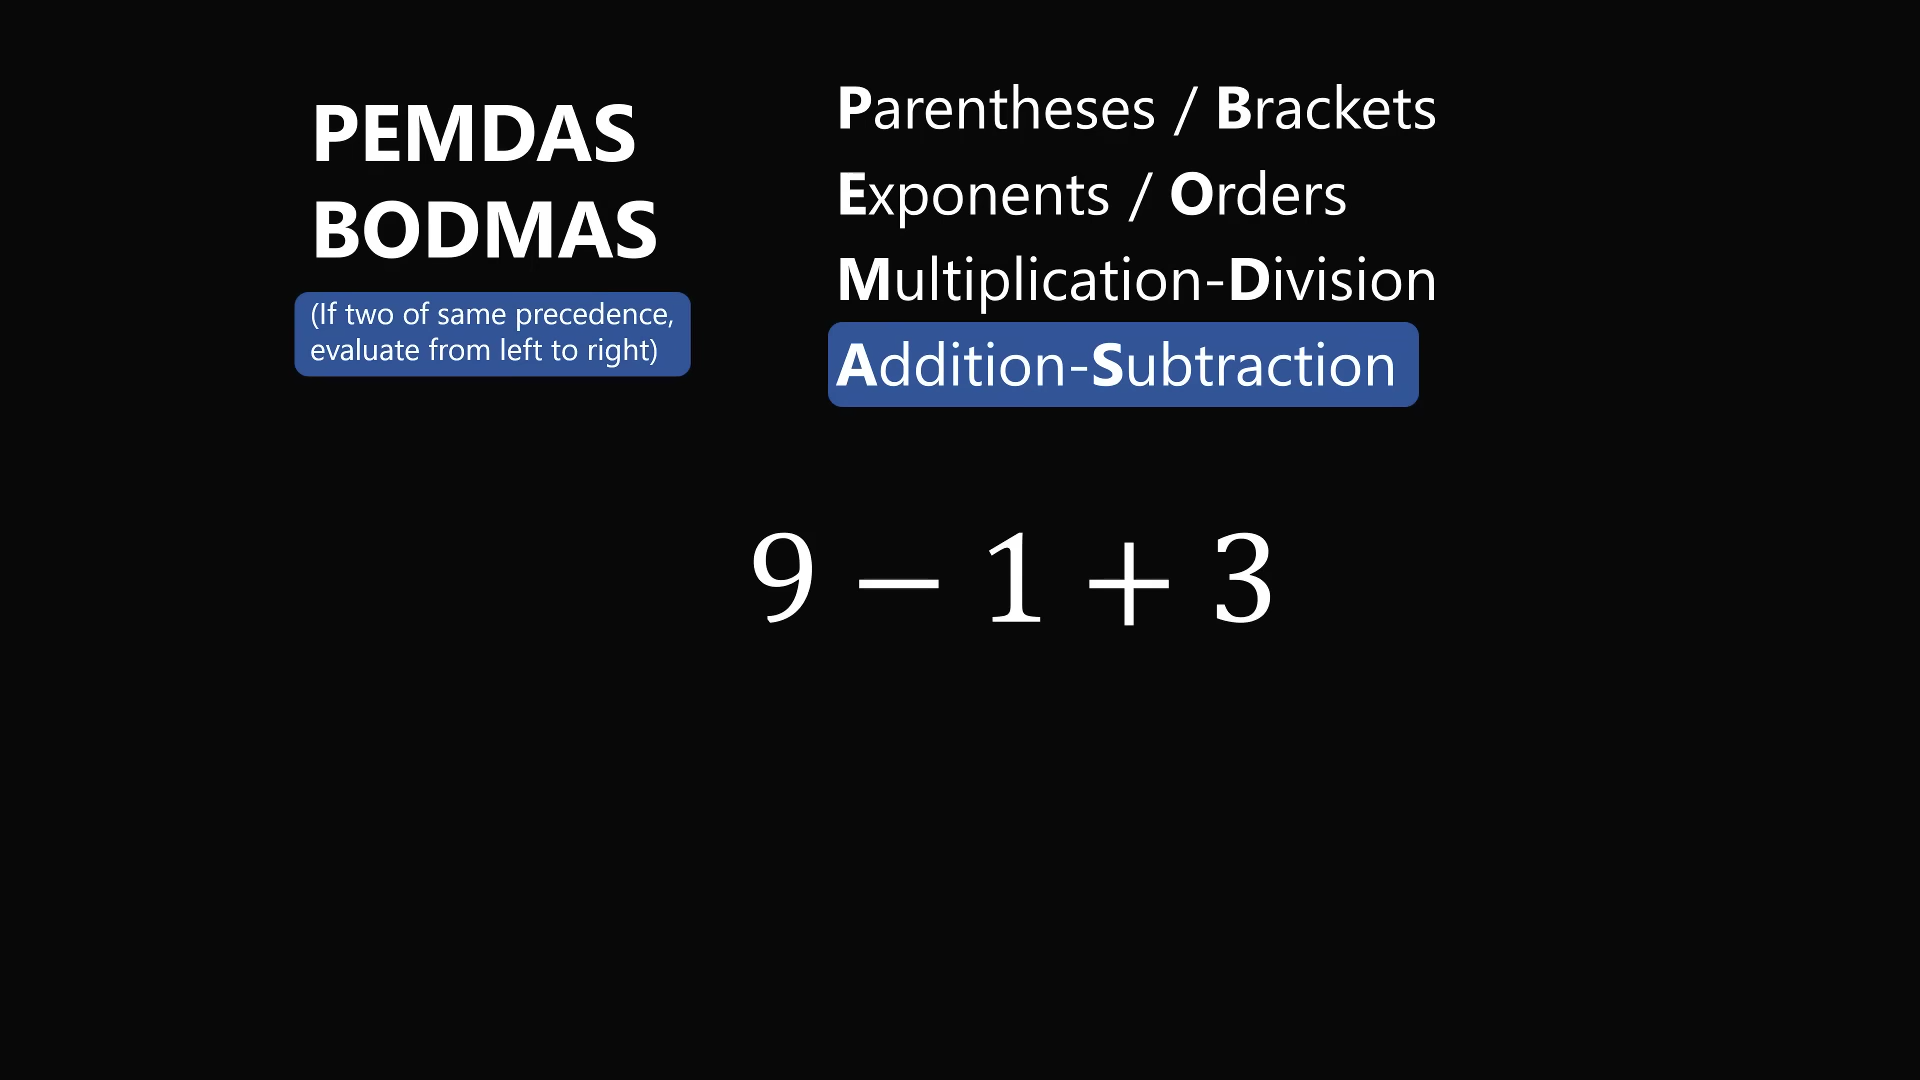 PEMDAS
BODMAS
(If two of same precedence,
evaluate from left to right)
Parentheses / Brackets
Exponents / Orders
Multiplication-Division
Addition-Subtraction
9 − 1 + 3